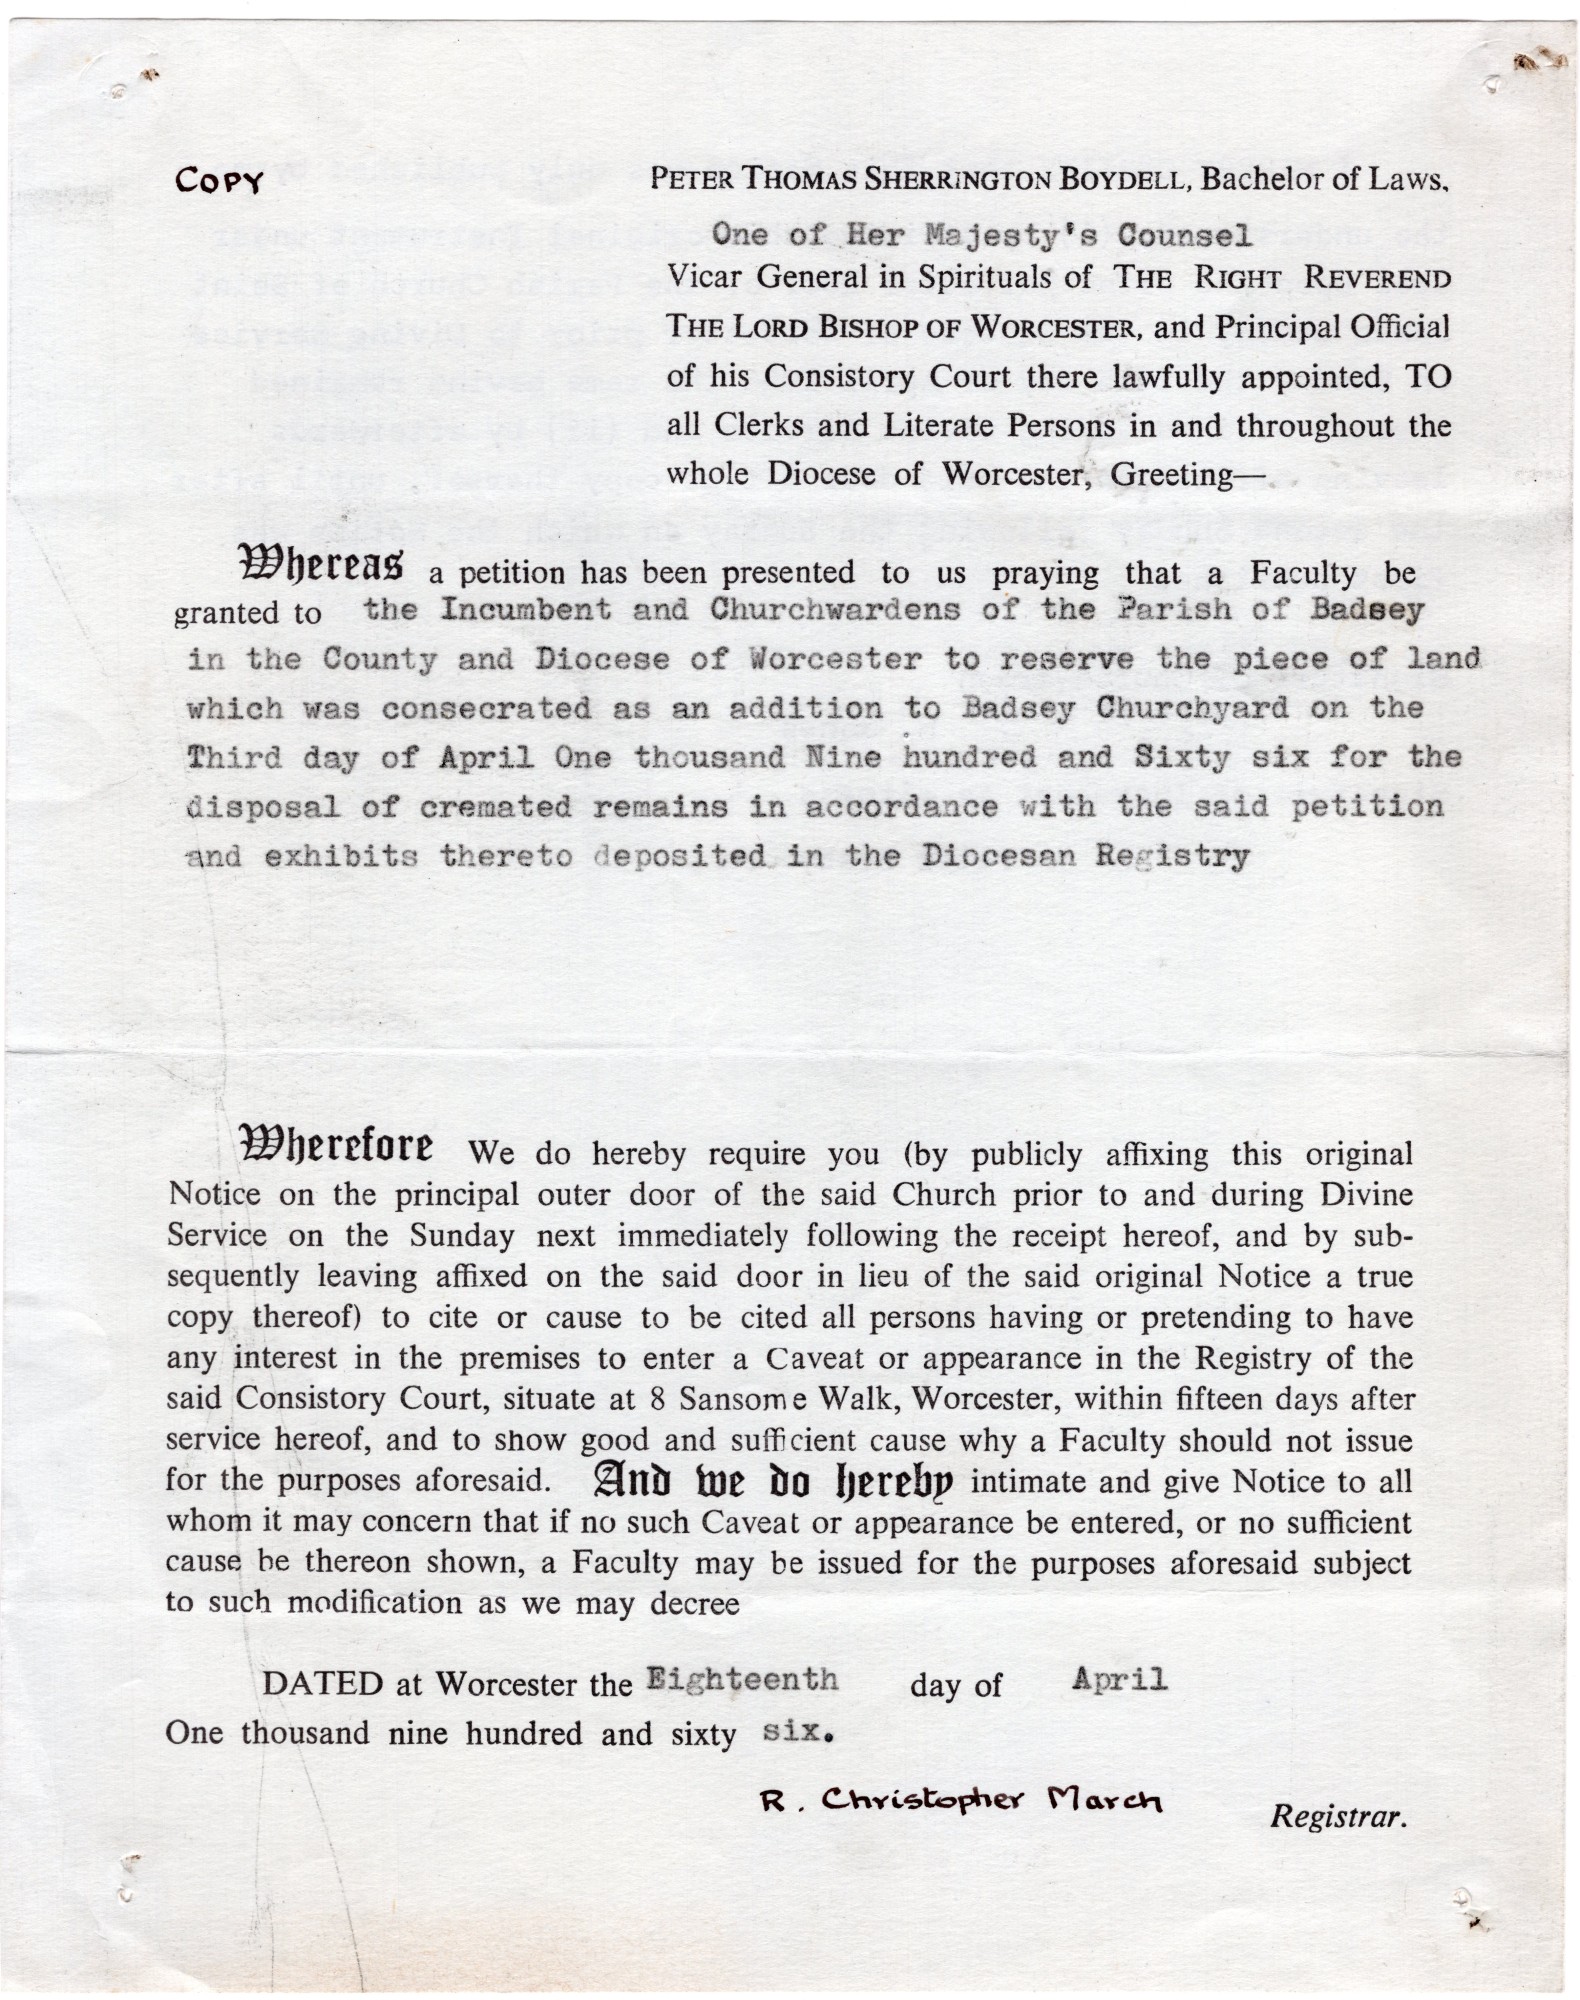 COPY
PETER THOMAS SHERRINGTON BOYDELL, Bachelor of Laws,
One of Her Majesty's Counsel
Vicar General in Spirituals of THE RIGHT REVEREND
THE LORD BISHOP OF WORCESTER, and Principal Official
of his Consistory Court there lawfully appointed, TO
all Clerks and Literate Persons in and throughout the
whole Diocese of Worcester, Greeting—
Whereas a petition has been presented to us praying that a Faculty be
granted to the Incumbent and Churchwardens of the Parish of Badsey
in the County and Diocese of Worcester to reserve the piece of land
which was consecrated as an addition to Badsey Churchyard on the
Third day of April One thousand Nine hundred and Sixty six for the
disposal of cremated remains in accordance with the said petition
and exhibits thereto deposited in the Diocesan Registry
Wherefore We do hereby require you (by publicly affixing this original
Notice on the principal outer door of the said Church prior to and during Divine
Service on the Sunday next immediately following the receipt hereof, and by sub-
sequently leaving affixed on the said door in lieu of the said original Notice a true
copy thereof) to cite or cause to be cited all persons having or pretending to have
any interest in the premises to enter a Caveat or appearance in the Registry of the
said Consistory Court, situate at 8 Sansome Walk, Worcester, within fifteen days after
service hereof, and to show good and sufficient cause why a Faculty should not issue
for the purposes aforesaid. And we do hereby intimate and give Notice to all
whom it may concern that if no such Caveat or appearance be entered, or no sufficient
cause be thereon shown, a Faculty may be issued for the purposes aforesaid subject
to such modification as we may decree
DATED at Worcester the Eighteenth day of April
One thousand nine hundred and sixty six.
R. Christopher March
Registrar.